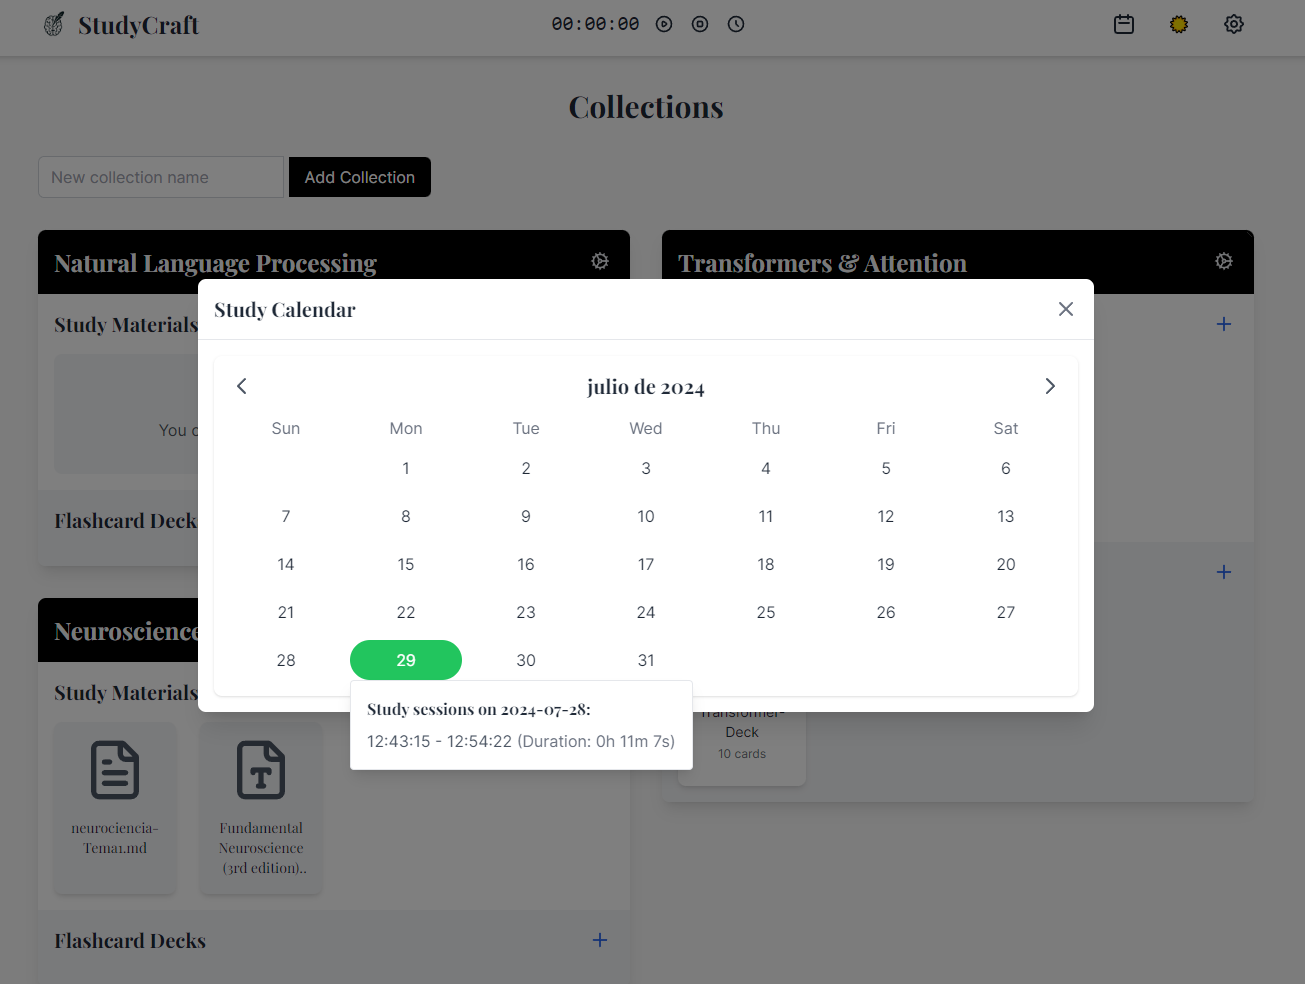 StudyCraft
00:00:00
Collections
New collection name
Add Collection
Natural Language Processing
Transformers & Attention
Study Materials
You
Flashcard Deck
Study Calendar
julio de 2024
Sun Mon Tue Wed Thu Fri Sat
1 2 3 4 5 6
7 8 9 10 11 12 13
14 15 16 17 18 19 20
21 22 23 24 25 26 27
28 29 30 31
Study sessions on 2024-07-28:
12:43:15 - 12:54:22 (Duration: 0h 11m 7s)
Transformer-
Deck
10 cards
Neuroscience
Study Materials
neurociencia-
Tema1.md
Fundamental
Neuroscience
(3rd edition)..
Flashcard Decks